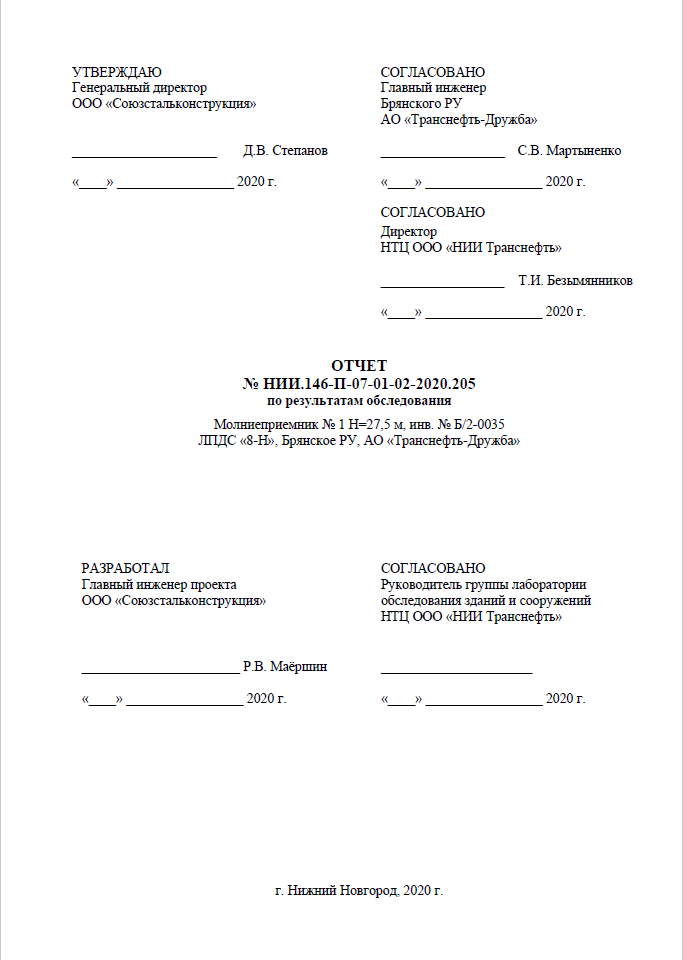 УТВЕРЖДАЮ
Генеральный директор
ООО «Союзстальконструкция»
_____________________ Д.В. Степанов
«____» _________________ 2020 г.
СОГЛАСОВАНО
Главный инженер
Брянского РУ
АО «Транснефть-Дружба»
__________________ С.В. Мартыненко
«____» _________________ 2020 г.
СОГЛАСОВАНО
Директор
НТЦ ООО «НИИ Транснефть»
__________________ Т.И. Безымянников
«____» _________________ 2020 г.
ОТЧЕТ
№ НИИ.146-П-07-01-02-2020.205
по результатам обследования
Молниеприемник № 1 Н=27,5 м, инв. № Б/2-0035
ЛПДС «8-Н», Брянское РУ, АО «Транснефть-Дружба»
РАЗРАБОТАЛ
Главный инженер проекта
ООО «Союзстальконструкция»
_______________________ Р.В. Маёршин
«____» _________________ 2020 г.
СОГЛАСОВАНО
Руководитель группы лаборатории
обследования зданий и сооружений
НТЦ ООО «НИИ Транснефть»
______________________
«____» _________________ 2020 г.
г. Нижний Новгород, 2020 г.